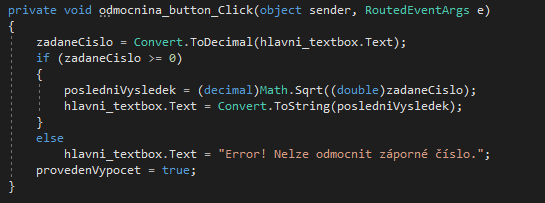 private void odmocnina_button_Click(object sender, RoutedEventArgs e)
{
zadaneCislo = Convert.ToDecimal(hlavni_textbox.Text);
if (zadaneCislo >= 0)
{
posledniVysledek = (decimal)Math.Sqrt((double)zadaneCislo);
hlavni_textbox.Text = Convert.ToString(posledniVysledek);
}
else
hlavni_textbox.Text = "Error! Nelze odmocnit záporné číslo.";
provedenVypocet = true;
}